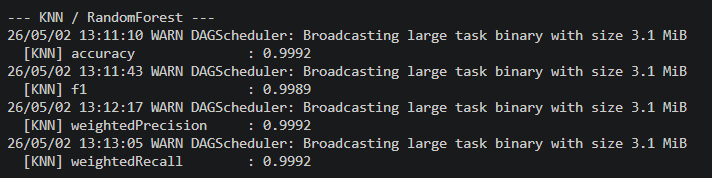 --- KNN / RandomForest ---
26/05/02 13:11:10 WARN DAGScheduler: Broadcasting large task binary with size 3.1 MiB
  [KNN] accuracy             : 0.9992
26/05/02 13:11:43 WARN DAGScheduler: Broadcasting large task binary with size 3.1 MiB
  [KNN] f1                   : 0.9989
26/05/02 13:12:17 WARN DAGScheduler: Broadcasting large task binary with size 3.1 MiB
  [KNN] weightedPrecision    : 0.9992
26/05/02 13:13:05 WARN DAGScheduler: Broadcasting large task binary with size 3.1 MiB
  [KNN] weightedRecall       : 0.9992